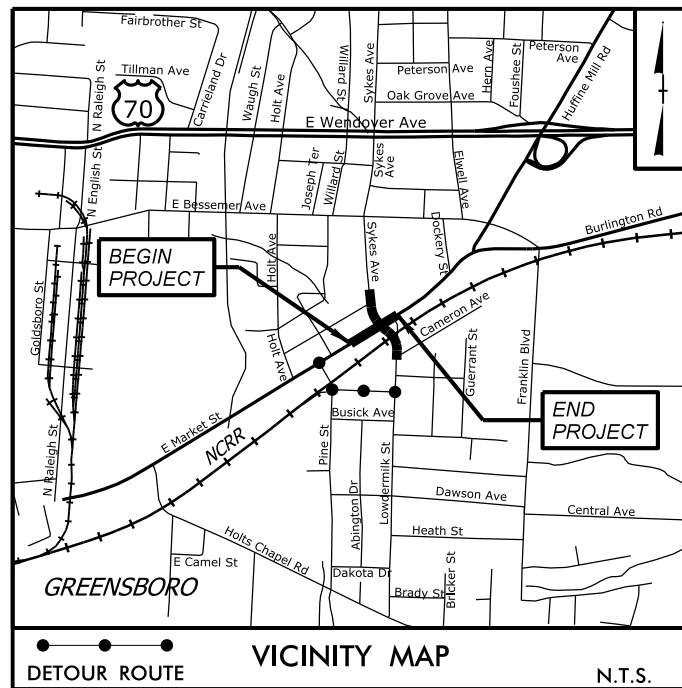 Fairbrother St
Tillman Ave
N Raleigh St
70
Carrieland Dr
Waugh St
Holt Ave
Willard St
Sykes Ave
Peterson Ave
Oak Grove Ave
Hern Ave
Foushee St
Peterson
Ave
Huffine Mill Rd
E Wendover Ave
N English St
Joseph Ter
Willard St
Sykes
Ave
Elwell Ave
E Bessemer Ave
Dockery St
Burlington Rd
BEGIN
PROJECT
Holt Ave
Sykes Ave
Goldsboro St
Cameron Ave
Holt Ave
Guerrant St
Franklin Blvd
END
PROJECT
E Market St
NCRR
Busick Ave
Pine St
N Raleigh St
Abington Dr
Lowdermilk St
Dawson Ave
Central Ave
Heath St
Holts Chapel Rd
E Camel St
Dakota Dr
Brady St
Bricker St
GREENSBORO
DETOUR ROUTE
VICINITY MAP
N.T.S.